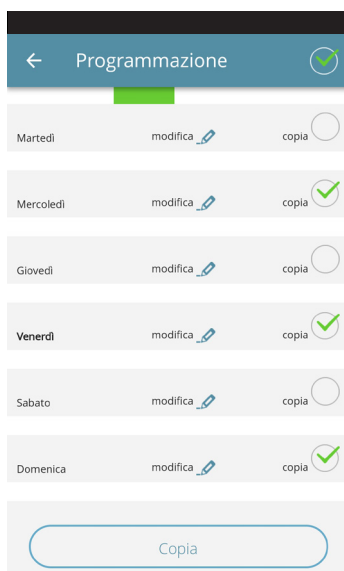 Programmazione
Martedì modifica copia
Mercoledì modifica copia
Giovedì modifica copia
Venerdì modifica copia
Sabato modifica copia
Domenica modifica copia
Copia